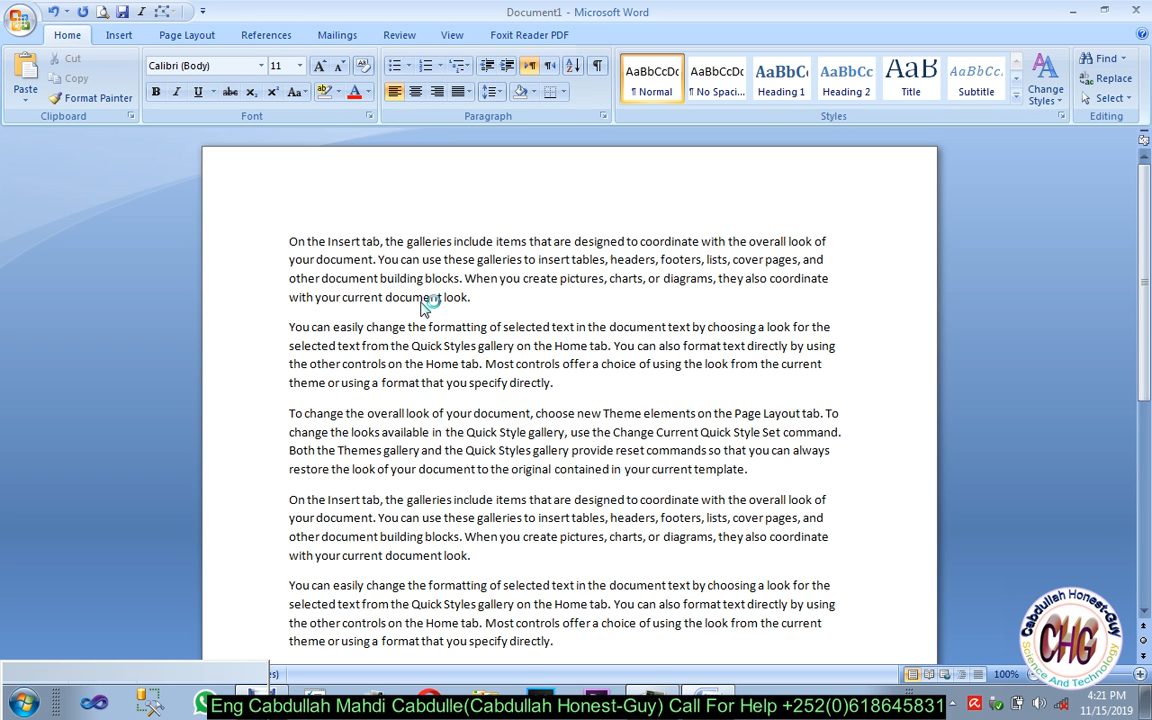 Document1 - Microsoft Word
Home Insert Page Layout References Mailings Review View Foxit Reader PDF
Paste Cut Copy Format Painter
Calibri (Body) 11
B I U abc x₂ x² Aa A
AaBbCcDc AaBbCcDc AaBbC AaBbCc AaB AaBbCc.
¶ Normal ¶ No Spaci... Heading 1 Heading 2 Title Subtitle
Change Styles
Find Replace Select
Clipboard Font Paragraph Styles Editing
On the Insert tab, the galleries include items that are designed to coordinate with the overall look of
your document. You can use these galleries to insert tables, headers, footers, lists, cover pages, and
other document building blocks. When you create pictures, charts, or diagrams, they also coordinate
with your current document look.
You can easily change the formatting of selected text in the document text by choosing a look for the
selected text from the Quick Styles gallery on the Home tab. You can also format text directly by using
the other controls on the Home tab. Most controls offer a choice of using the look from the current
theme or using a format that you specify directly.
To change the overall look of your document, choose new Theme elements on the Page Layout tab. To
change the looks available in the Quick Style gallery, use the Change Current Quick Style Set command.
Both the Themes gallery and the Quick Styles gallery provide reset commands so that you can always
restore the look of your document to the original contained in your current template.
On the Insert tab, the galleries include items that are designed to coordinate with the overall look of
your document. You can use these galleries to insert tables, headers, footers, lists, cover pages, and
other document building blocks. When you create pictures, charts, or diagrams, they also coordinate
with your current document look.
You can easily change the formatting of selected text in the document text by choosing a look for the
selected text from the Quick Styles gallery on the Home tab. You can also format text directly by using
the other controls on the Home tab. Most controls offer a choice of using the look from the current
theme or using a format that you specify directly.
Cabdullah Honest-Guy
CHG
Science And Technology
100%
Eng Cabdullah Mahdi Cabdulle(Cabdullah Honest-Guy) Call For Help +252(0)618645831
4:21 PM
11/15/2019